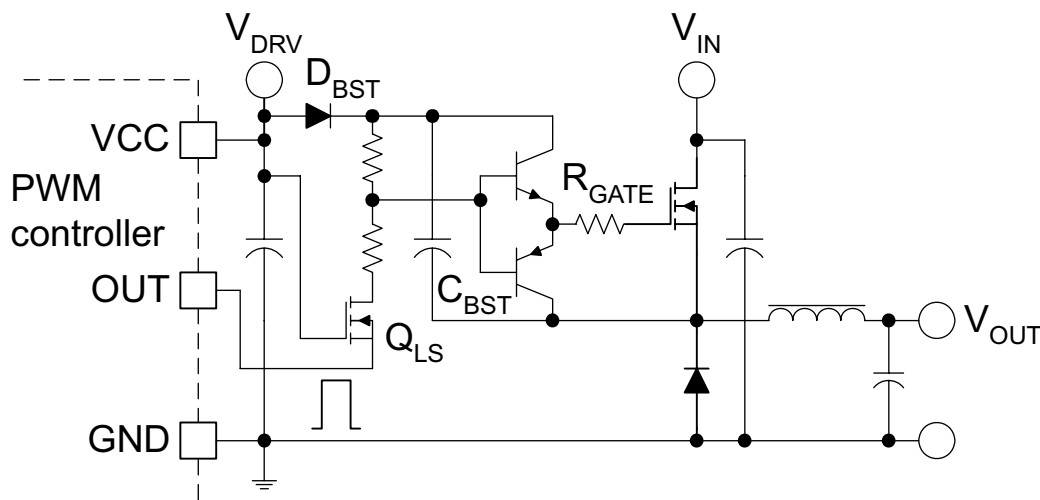 V_DRV
V_IN
D_BST
VCC
PWM
controller
R_GATE
OUT
C_BST
Q_LS
V_OUT
GND